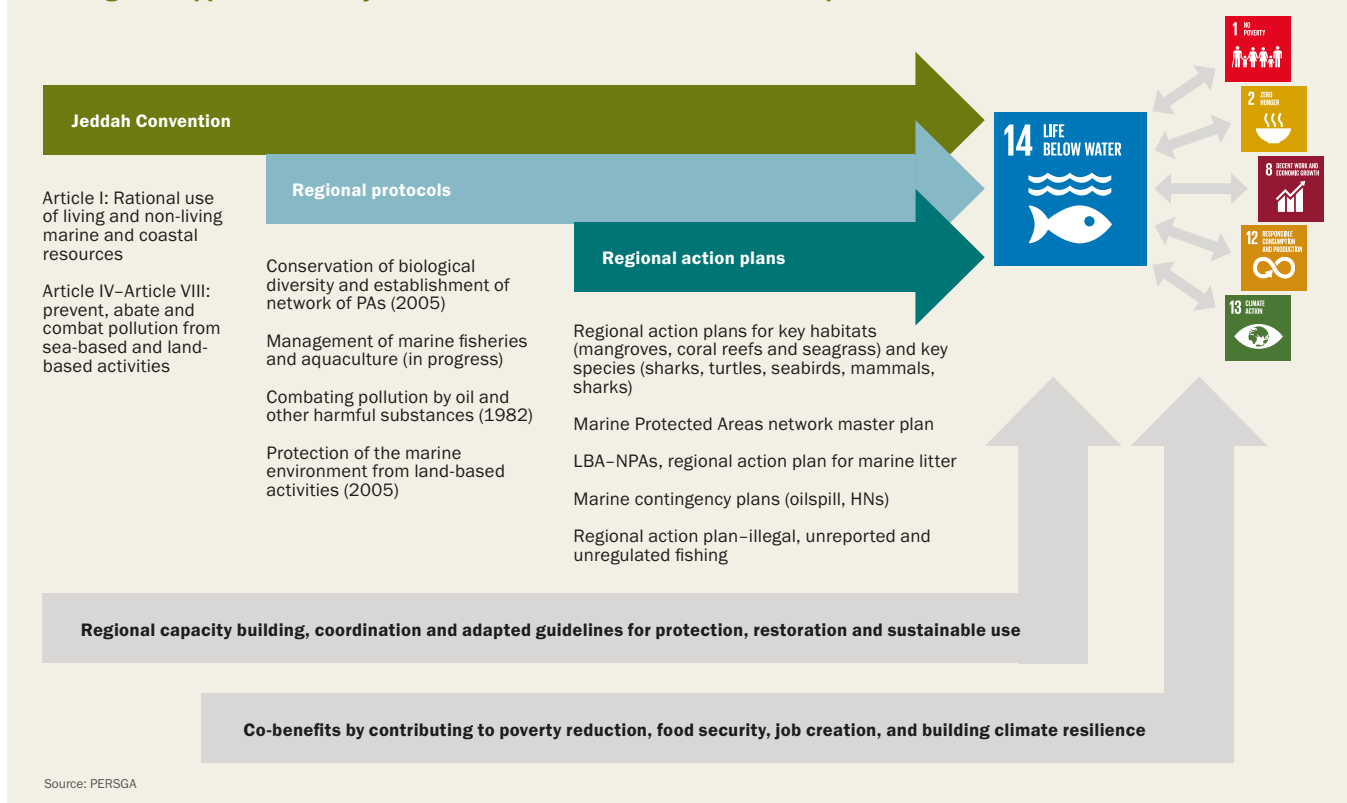 Jeddah Convention
Article I: Rational use
of living and non-living
marine and coastal
resources
Article IV–Article VIII:
prevent, abate and
combat pollution from
sea-based and land-
based activities
Regional protocols
Conservation of biological
diversity and establishment of
network of PAs (2005)
Management of marine fisheries
and aquaculture (in progress)
Combating pollution by oil and
other harmful substances (1982)
Protection of the marine
environment from land-based
activities (2005)
Regional action plans
Regional action plans for key habitats
(mangroves, coral reefs and seagrass) and key
species (sharks, turtles, seabirds, mammals,
sharks)
Marine Protected Areas network master plan
LBA–NPAs, regional action plan for marine litter
Marine contingency plans (oilspill, HNs)
Regional action plan–illegal, unreported and
unregulated fishing
14 LIFE
BELOW WATER
1 NO
POVERTY
2 ZERO
HUNGER
8 DECENT WORK AND
ECONOMIC GROWTH
12 RESPONSIBLE
CONSUMPTION
AND PRODUCTION
13 CLIMATE
ACTION
Regional capacity building, coordination and adapted guidelines for protection, restoration and sustainable use
Co-benefits by contributing to poverty reduction, food security, job creation, and building climate resilience
Source: PERSGA